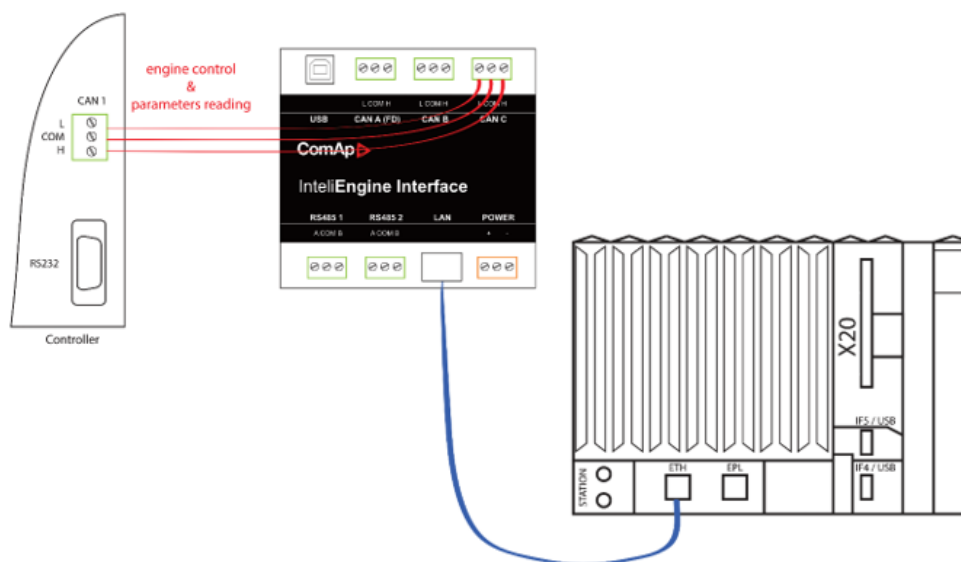 engine control
&
parameters reading
CAN 1
L
COM
H
RS232
Controller
L COM H
L COM H
L COM H
USB
CAN A (FD)
CAN B
CAN C
ComAp
InteliEngine Interface
RS485 1
RS485 2
LAN
POWER
A COM B
A COM B
+
-
X20
IF5 / USB
IF4 / USB
STATION
ETH
EPL